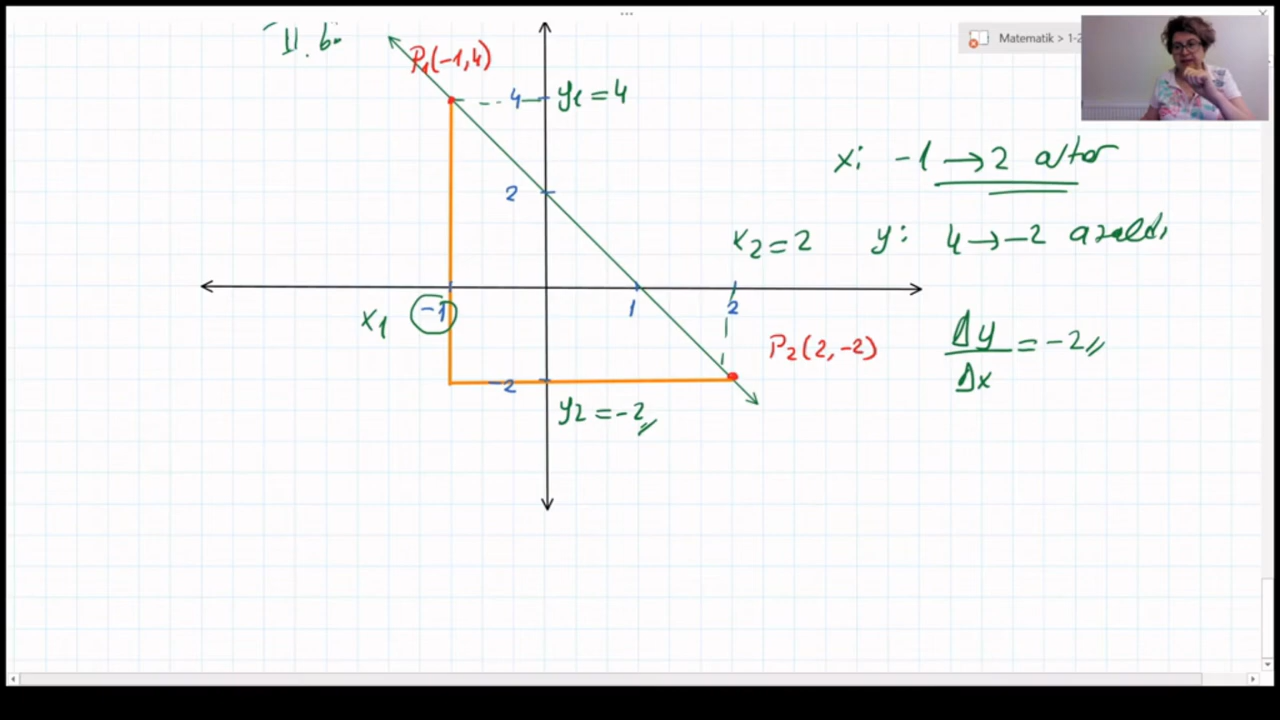 II. b.
Matematik > 1-2
P₁(-1,4)
4 y₁ = 4
x: -1 → 2 artar
2
x₂ = 2 y: 4 → -2 azaldı
x₁ -1 1 2
P₂(2,-2)
Δy/Δx = -2
-2
y₂ = -2